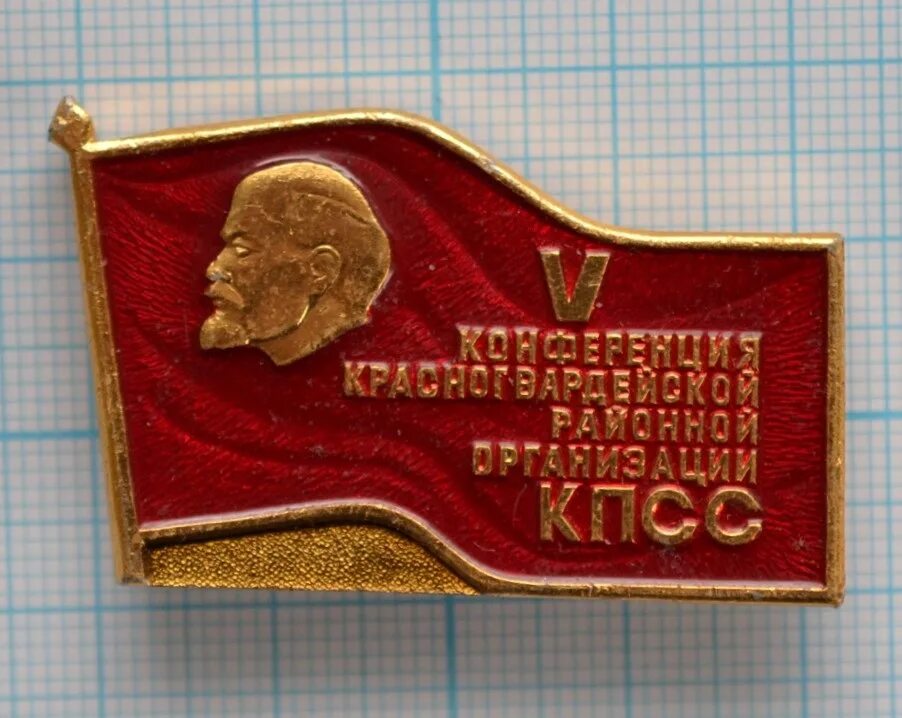 V
КОНФЕРЕНЦИЯ
КРАСНОГВАРДЕЙСКОЙ
РАЙОННОЙ
ОРГАНИЗАЦИИ
КПСС